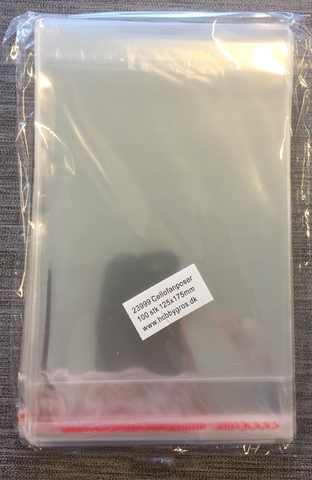 23999 Cellofanposer
100 stk 125x175mm
www.hobbygros.dk